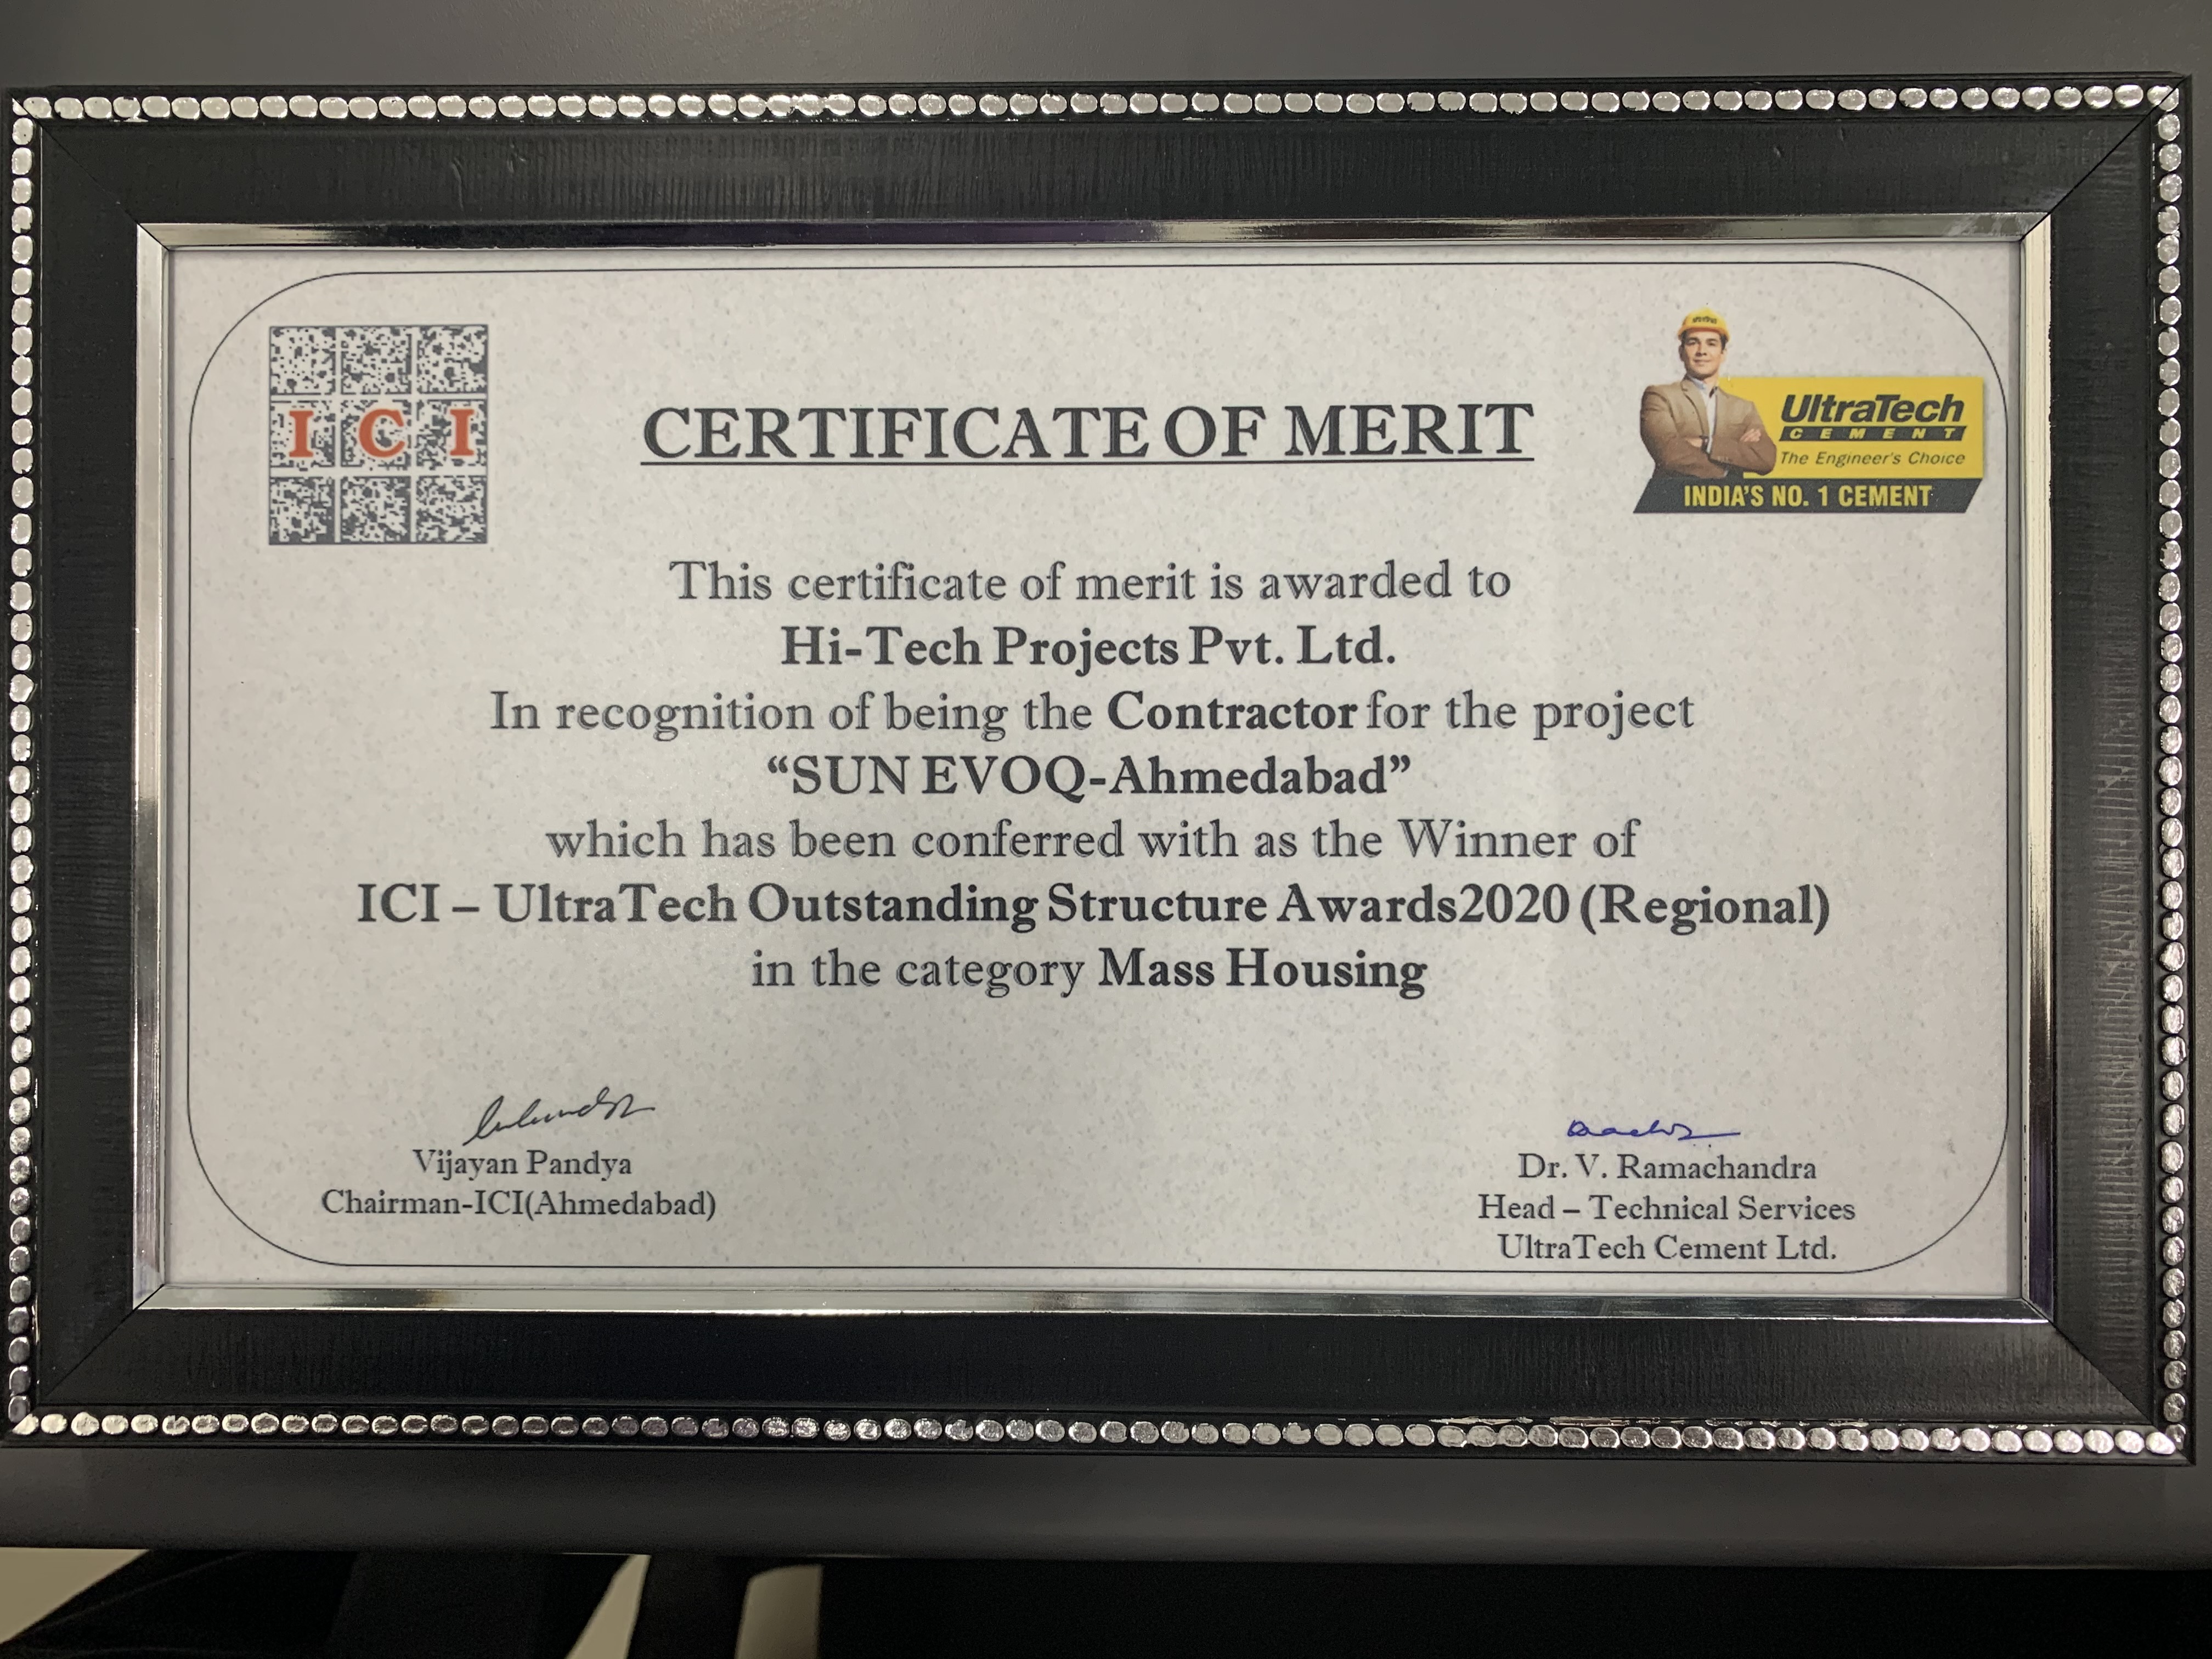 I C I
CERTIFICATE OF MERIT
UltraTech
CEMENT
The Engineer's Choice
INDIA'S NO. 1 CEMENT
This certificate of merit is awarded to
Hi-Tech Projects Pvt. Ltd.
In recognition of being the Contractor for the project
“SUN EVOQ-Ahmedabad”
which has been conferred with as the Winner of
ICI – UltraTech Outstanding Structure Awards2020 (Regional)
in the category Mass Housing
Vijayan Pandya
Chairman-ICI(Ahmedabad)
Dr. V. Ramachandra
Head – Technical Services
UltraTech Cement Ltd.